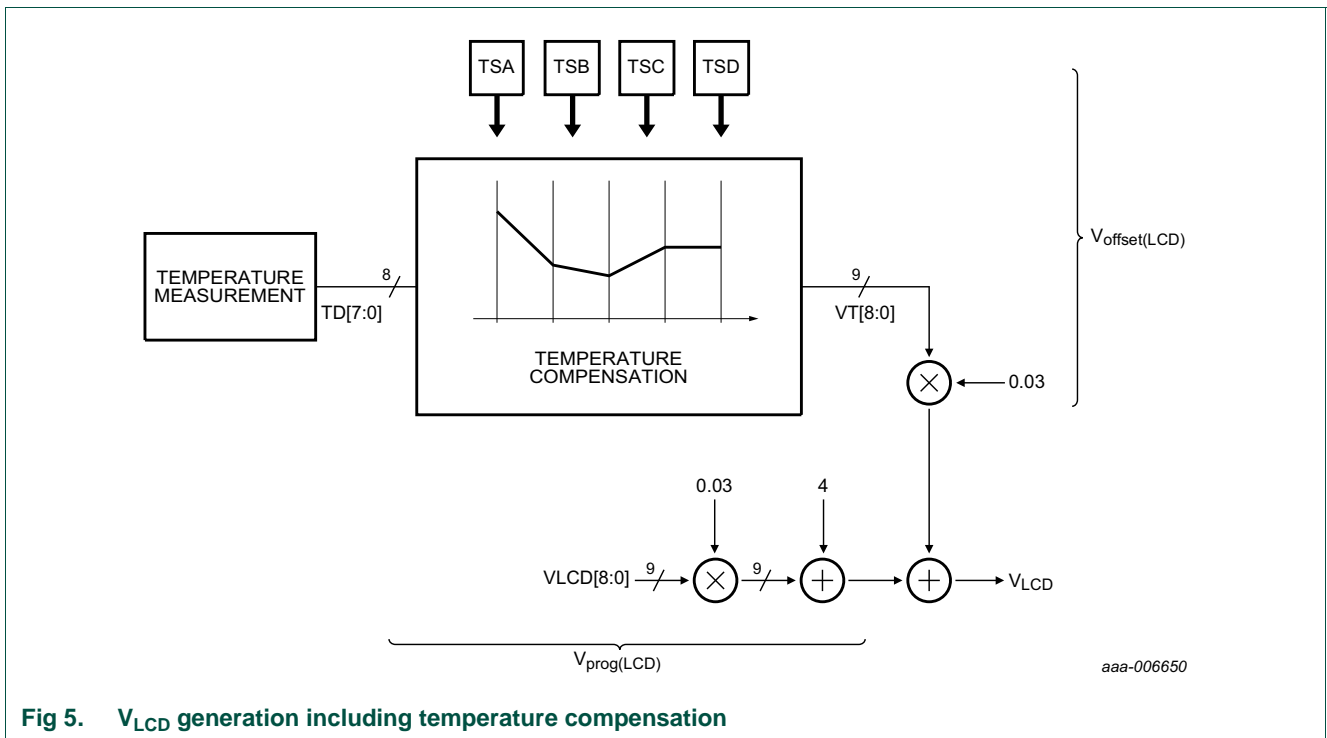 TSA TSB TSC TSD
TEMPERATURE
MEASUREMENT
8
TD[7:0]
TEMPERATURE
COMPENSATION
9
VT[8:0]
Voffset(LCD)
0.03
0.03
4
VLCD[8:0]
9
9
VLCD
Vprog(LCD)
aaa-006650
Fig 5. VLCD generation including temperature compensation